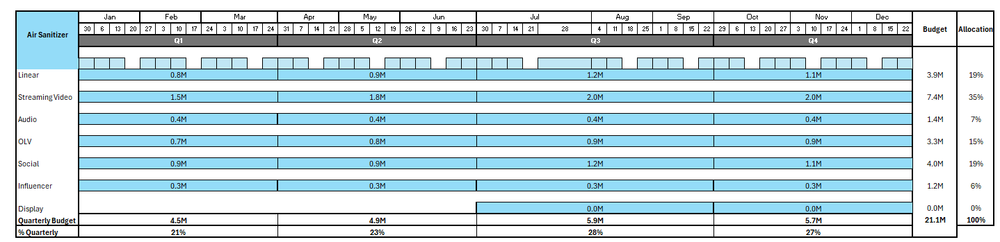 Jan Feb Mar Apr May Jun Jul Aug Sep Oct Nov Dec
Air Sanitizer 30 6 13 20 27 3 10 17 24 3 10 17 24 31 7 14 21 28 5 12 19 26 2 9 16 23 30 7 14 21 28 4 11 18 25 1 8 15 22 29 6 13 20 27 3 10 17 24 1 8 15 22 Budget Allocation
Q1 Q2 Q3 Q4
Linear 0.8M 0.9M 1.2M 1.1M 3.9M 19%
Streaming Video 1.5M 1.8M 2.0M 2.0M 7.4M 35%
Audio 0.4M 0.4M 0.4M 0.4M 1.4M 7%
OLV 0.7M 0.8M 0.9M 0.9M 3.3M 15%
Social 0.9M 0.9M 1.2M 1.1M 4.0M 19%
Influencer 0.3M 0.3M 0.3M 0.3M 1.2M 6%
Display 0.0M 0.0M 0.0M 0%
Quarterly Budget 4.5M 4.9M 5.9M 5.7M 21.1M 100%
% Quarterly 21% 23% 28% 27%